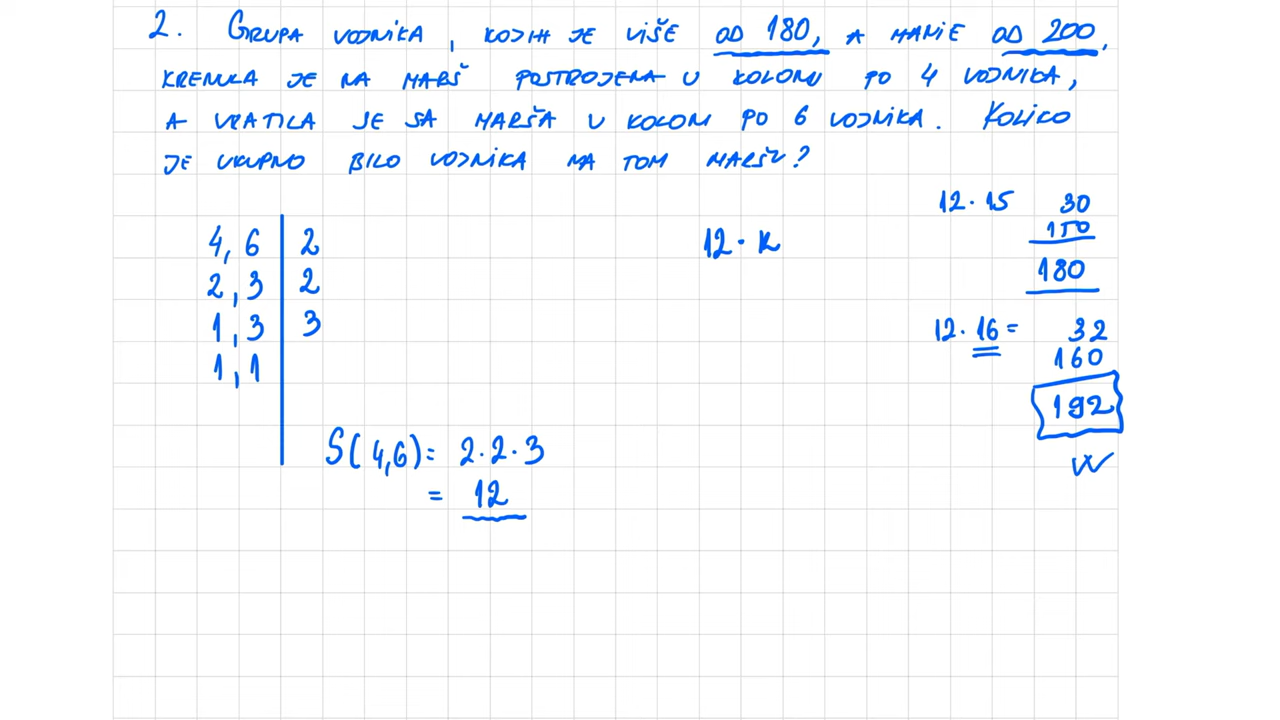 2. GRUPA VOJNIKA, KOJIH JE VIŠE OD 180, A MANJE OD 200,
KRENULA JE NA MARŠ POSTROJENA U KOLONU PO 4 VOJNIKA,
A VRATILA JE SA MARŠA U KOLONI PO 6 VOJNIKA. KOLIKO
JE UKUPNO BILO VOJNIKA NA TOM MARŠU?
4, 6 | 2
2, 3 | 2
1, 3 | 3
1, 1
S(4,6) = 2·2·3
= 12
12·k
12·15
30
150
180
12·16 =
32
160
192